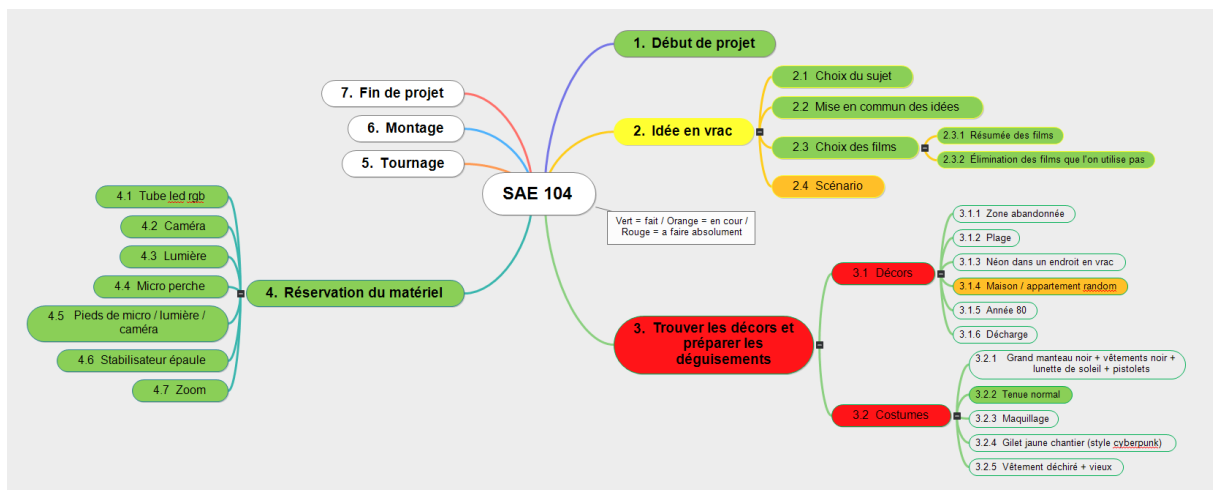 SAE 104
Vert = fait / Orange = en cour /
Rouge = a faire absolument
1. Début de projet
2. Idée en vrac
2.1 Choix du sujet
2.2 Mise en commun des idées
2.3 Choix des films
2.3.1 Résumée des films
2.3.2 Élimination des films que l'on utilise pas
2.4 Scénario
3. Trouver les décors et
préparer les
déguisements
3.1 Décors
3.1.1 Zone abandonnée
3.1.2 Plage
3.1.3 Néon dans un endroit en vrac
3.1.4 Maison / appartement random
3.1.5 Année 80
3.1.6 Décharge
3.2 Costumes
3.2.1 Grand manteau noir + vêtements noir +
lunette de soleil + pistolets
3.2.2 Tenue normal
3.2.3 Maquillage
3.2.4 Gilet jaune chantier (style cyberpunk)
3.2.5 Vêtement déchiré + vieux
4. Réservation du matériel
4.1 Tube led rgb
4.2 Caméra
4.3 Lumière
4.4 Micro perche
4.5 Pieds de micro / lumière /
caméra
4.6 Stabilisateur épaule
4.7 Zoom
5. Tournage
6. Montage
7. Fin de projet